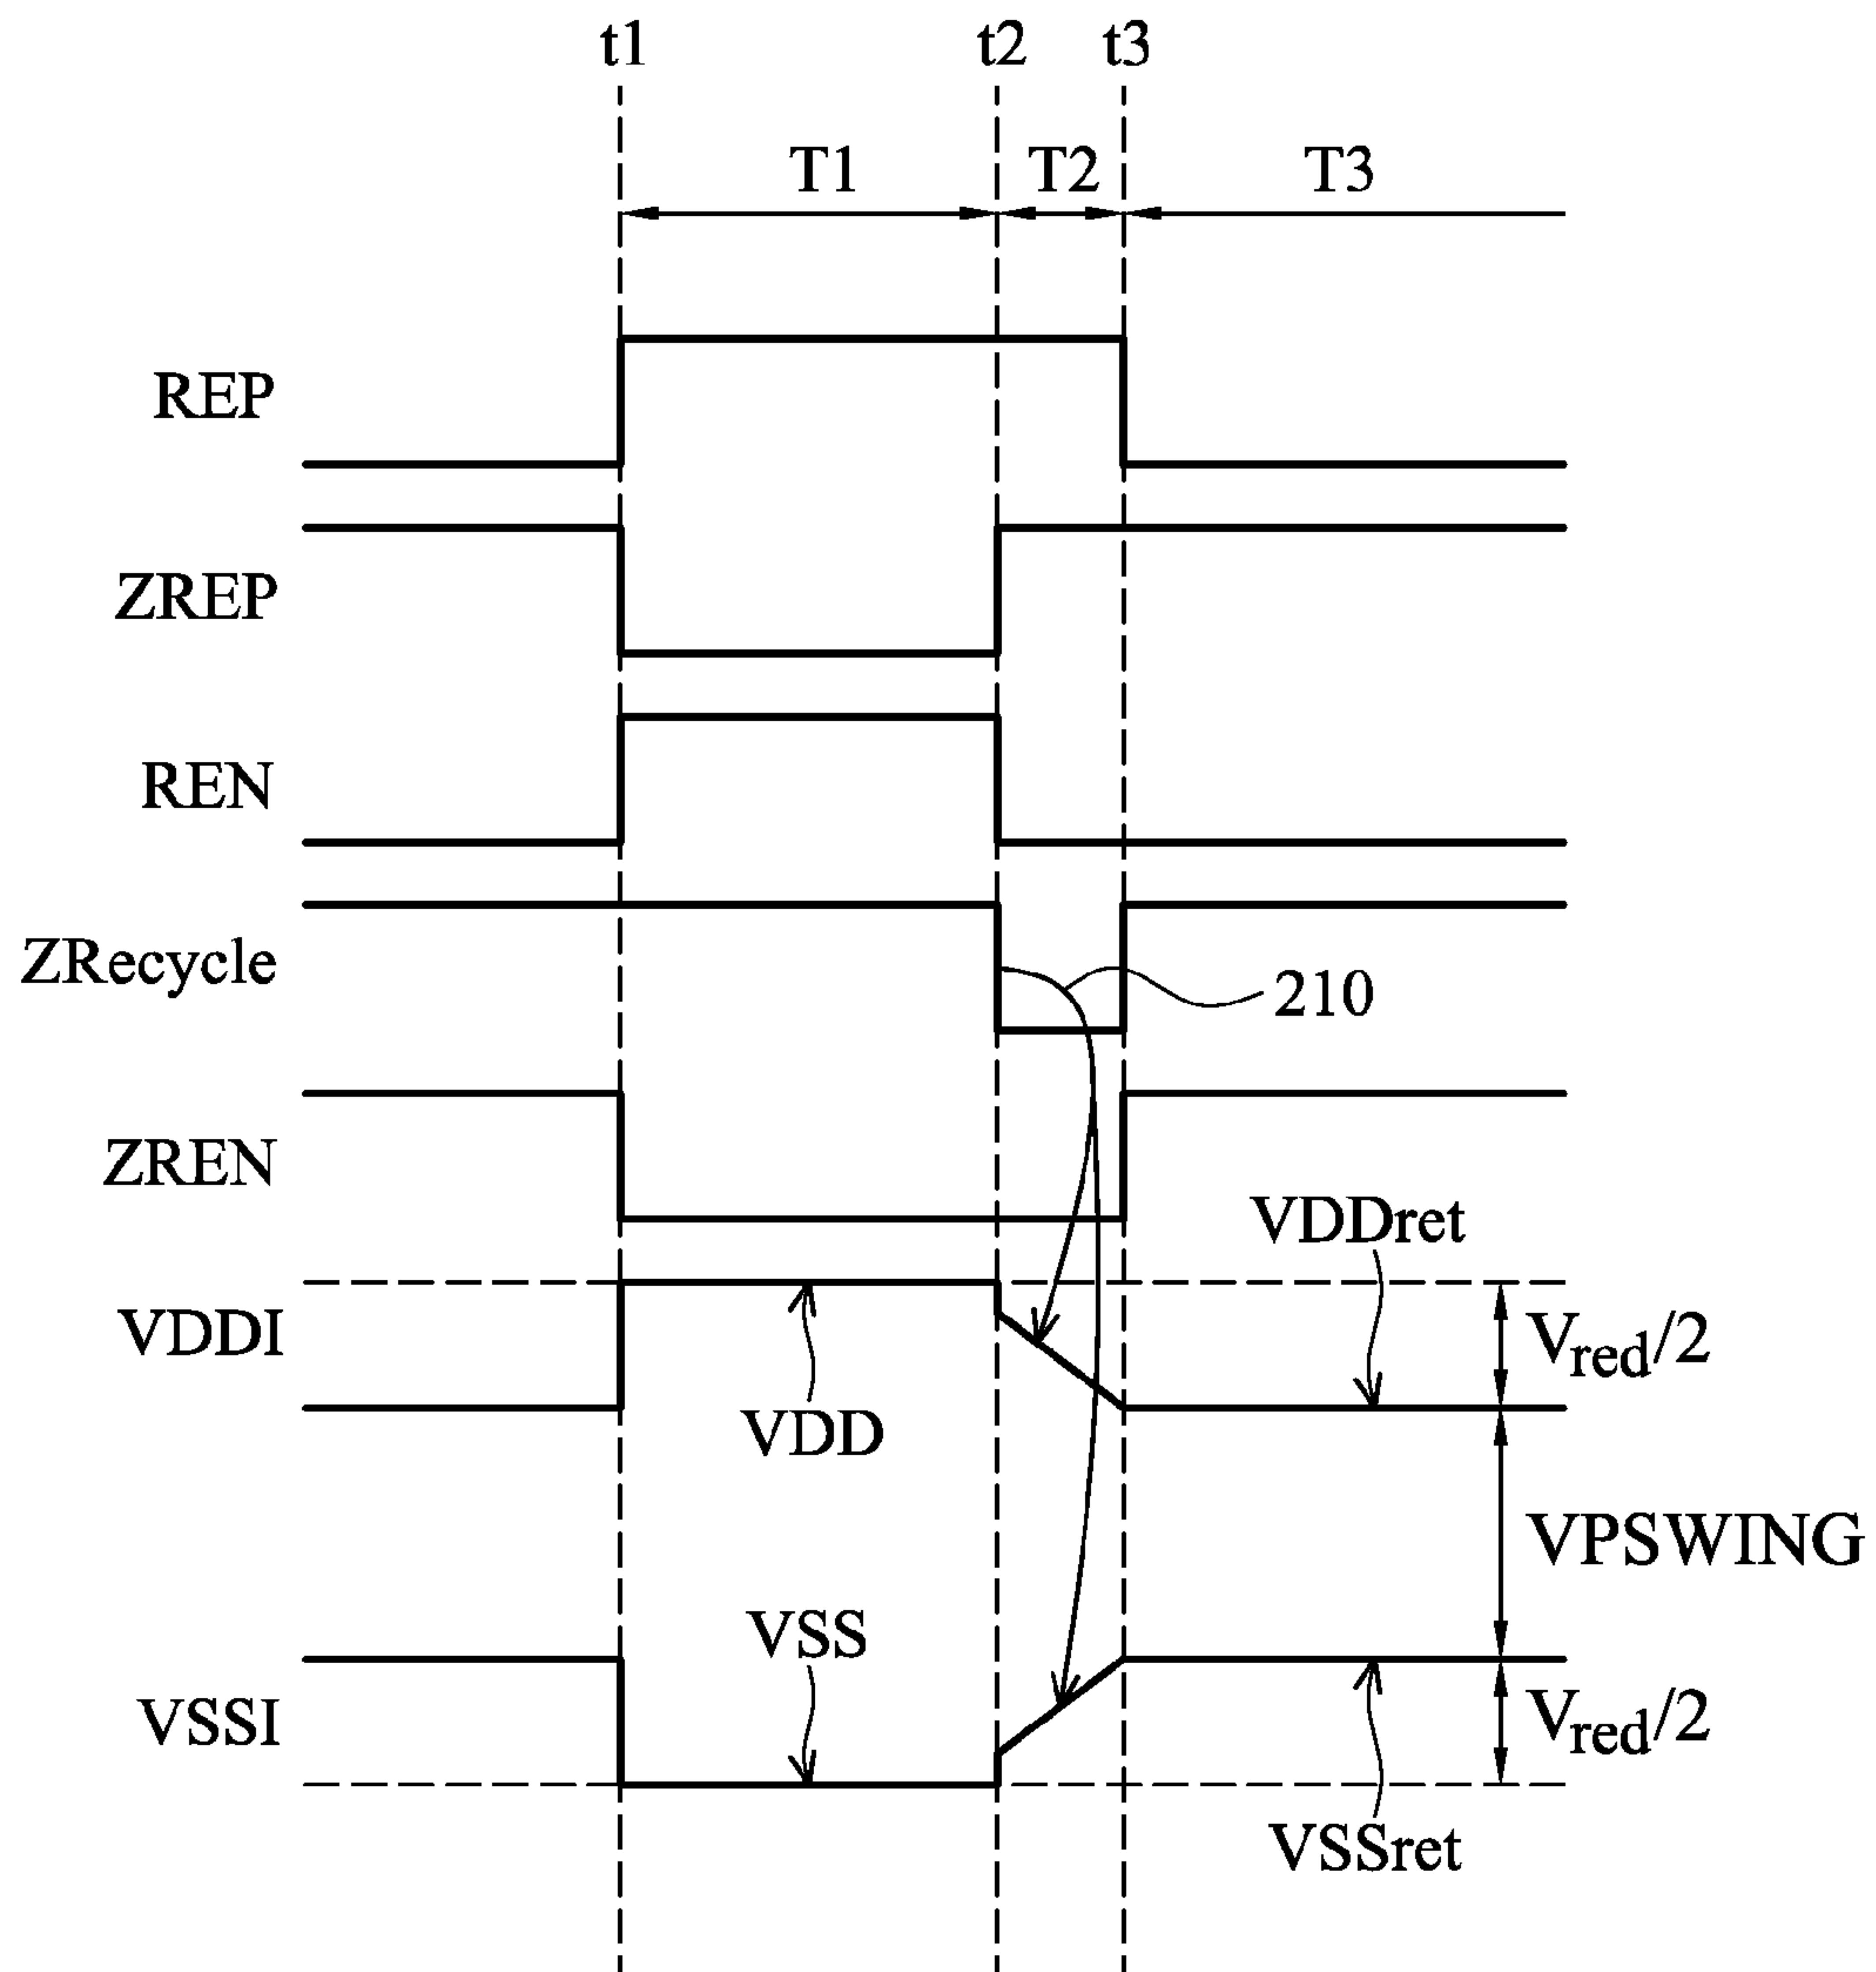 t1 t2 t3
T1 T2 T3
REP
ZREP
REN
ZRecycle
210
ZREN
VDDret
VDDI
Vred/2
VDD
VPSWING
VSS
VSSI
Vred/2
VSSret